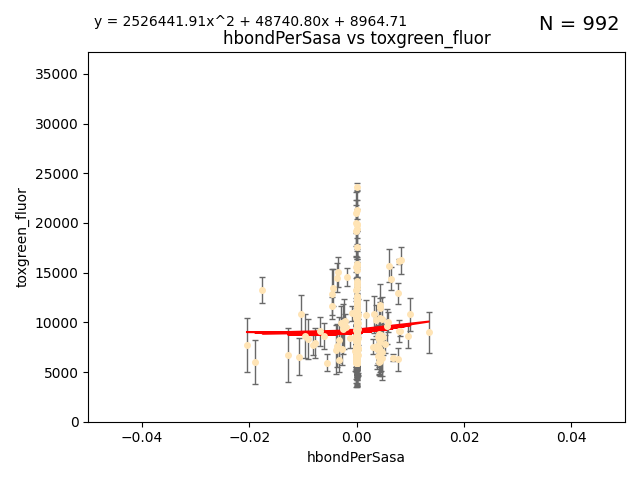 y = 2526441.91x^2 + 48740.80x + 8964.71
N = 992
hbondPerSasa vs toxgreen_fluor
35000
30000
25000
20000
15000
10000
5000
0
toxgreen_fluor
−0.04
−0.02
0.00
0.02
0.04
hbondPerSasa